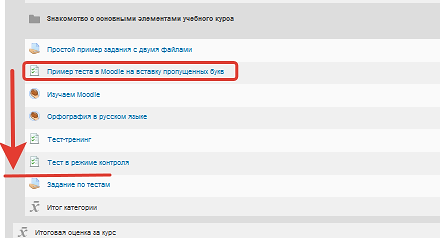 Знакомство о основными элементами учебного курса
Простой пример задания с двумя файлами
Пример теста в Moodle на вставку пропущенных букв
Изучаем Moodle
Орфография в русском языке
Тест-тренинг
Тест в режиме контроля
Задание по тестам
Итог категории
Итоговая оценка за курс